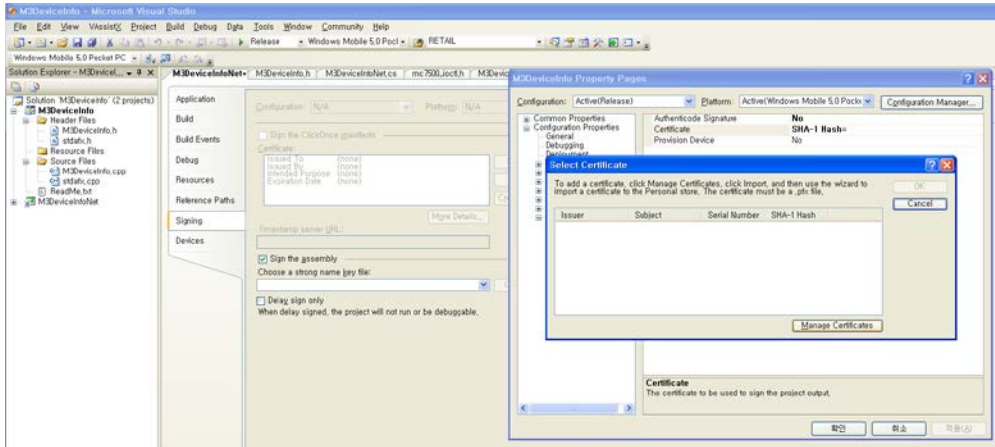 M3DeviceInfo - Microsoft Visual Studio
File Edit View VAssistX Project Build Debug Data Tools Window Community Help
Release Windows Mobile 5.0 Pocl RETAIL
Windows Mobile 5.0 Pocket PC
Solution Explorer - M3DeviceI...
M3DeviceInfoNet* M3DeviceInfo.h M3DeviceInfoNet.cs mc7500_ioctl.h M3Devic
Solution 'M3DeviceInfo' (2 projects)
M3DeviceInfo
Header Files
M3DeviceInfo.h
stdafx.h
Resource Files
Source Files
M3DeviceInfo.cpp
stdafx.cpp
ReadMe.txt
M3DeviceInfoNet
Application
Build
Build Events
Debug
Resources
Reference Paths
Signing
Devices
Configuration: N/A Platform: N/A
Sign the ClickOnce manifests
Certificate:
Issued To (none)
Issued By (none)
Intended Purpose (none)
Expiration Date (none)
More Details...
Timestamp server URL:
Sign the assembly
Choose a strong name key file:
Delay sign only
When delay signed, the project will not run or be debuggable.
M3DeviceInfo Property Pages
Configuration: Active(Release) Platform: Active(Windows Mobile 5.0 Pocke Configuration Manager...
Common Properties
Configuration Properties
General
Debugging
Deployment
Authenticode Signature No
Certificate SHA-1 Hash=
Provision Device No
Select Certificate
To add a certificate, click Manage Certificates, click Import, and then use the wizard to
import a certificate to the Personal store. The certificate must be a .pfx file.
OK
Cancel
Issuer Subject Serial Number SHA-1 Hash
Manage Certificates
Certificate
The certificate to be used to sign the project output.
확인 취소 적용(A)